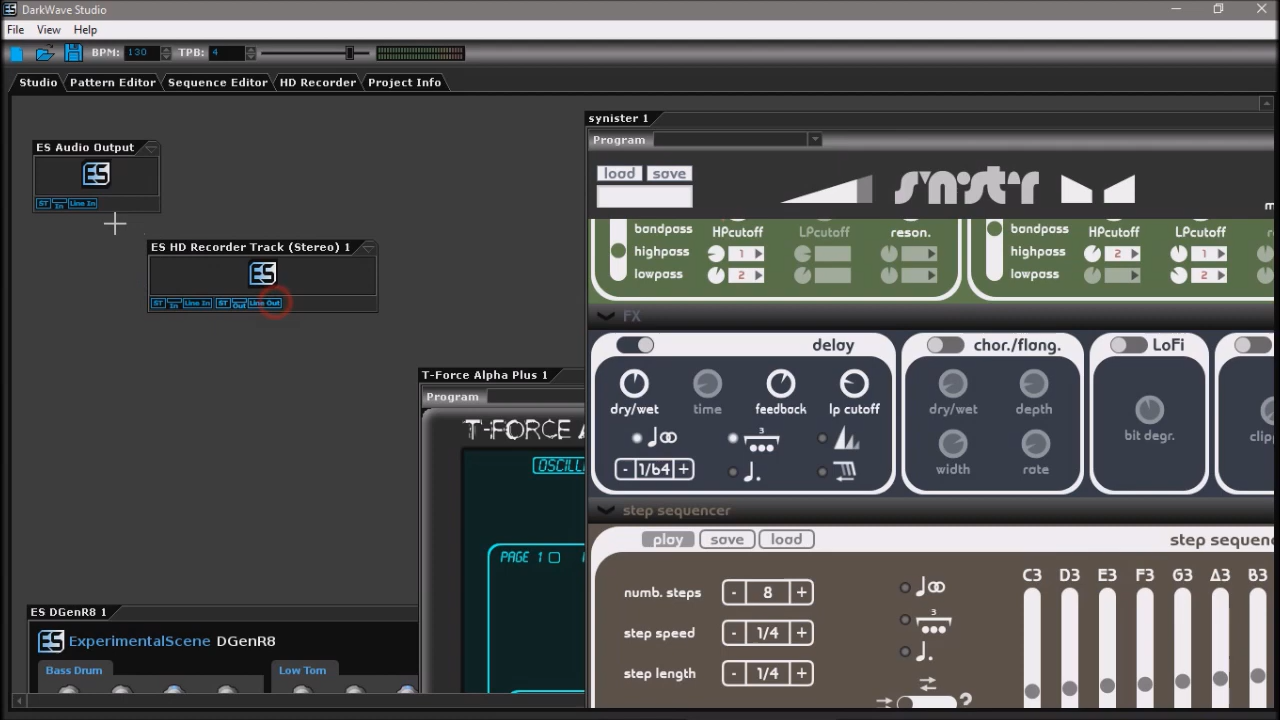 DarkWave Studio
File View Help
BPM: 130 TPB: 4
Studio Pattern Editor Sequence Editor HD Recorder Project Info
synister 1
Program
load save
ES Audio Output
ES
ST In Line In
ES HD Recorder Track (Stereo) 1
ES
ST In Line In ST Out Line Out
bandpass HPcutoff LPcutoff reson. bandpass HPcutoff LPcutoff
highpass 1 highpass 2 1
lowpass 2 lowpass 2
FX
delay chor./flang. LoFi
dry/wet time feedback lp cutoff dry/wet depth
3 bit degr.
- 1/64 + width rate
T-Force Alpha Plus 1
Program
T-FORCE A
PAGE 1
step sequencer
play save load
C3 D3 E3 F3 G3 A3 B3
numb. steps - 8 +
step speed - 1/4 + 3
step length - 1/4 +
?
ES DGenR8 1
ES ExperimentalScene DGenR8
Bass Drum Low Tom